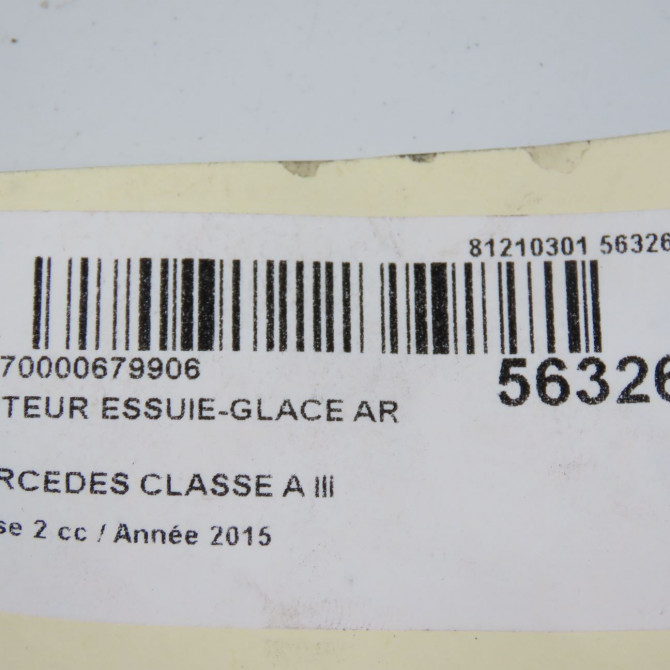 81210301 56326
70000679906
56326
TEUR ESSUIE-GLACE AR
RCEDES CLASSE A III
se 2 cc / Année 2015